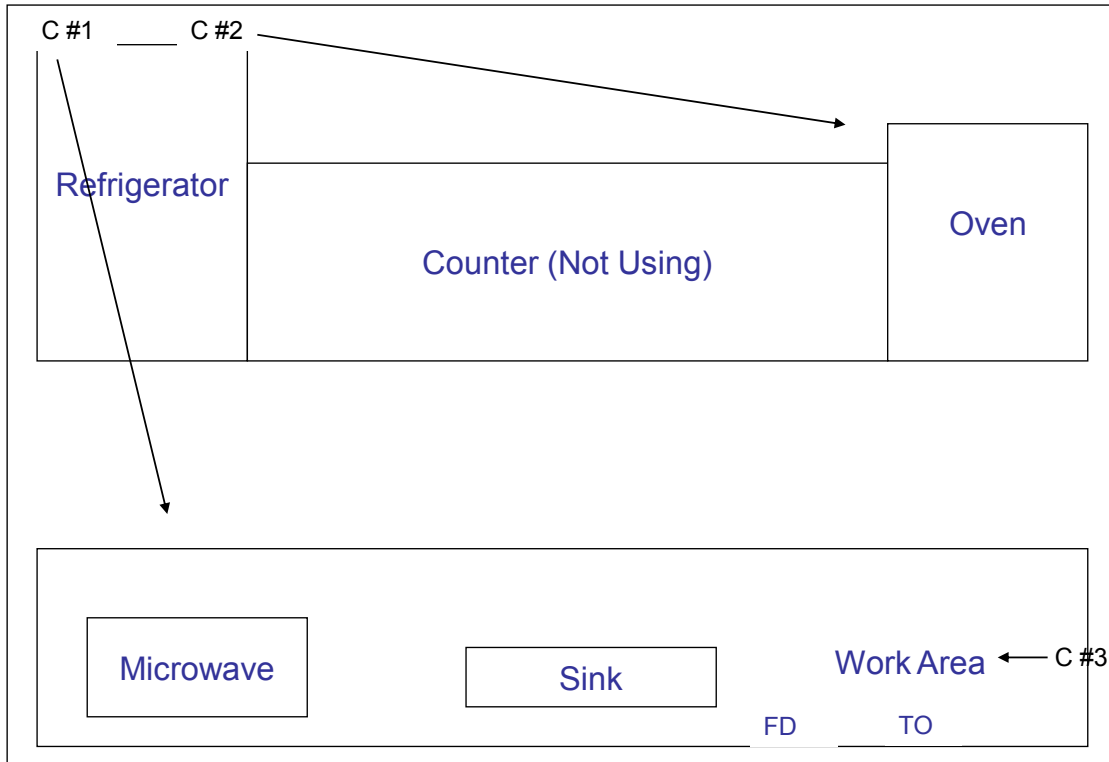 C #1 C #2
Refrigerator
Oven
Counter (Not Using)
Microwave
Sink
Work Area
C #3
FD
TO